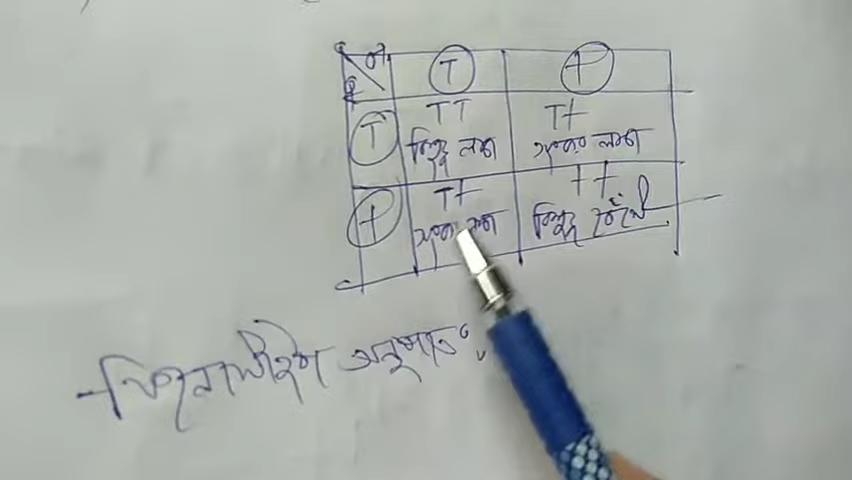 T t
T TT Tt
বিশুদ্ধ লম্বা সংকর লম্বা
t Tt tt
সংকর লম্বা বিশুদ্ধ বেঁটে
ফিনোটাইপ অনুপাত: